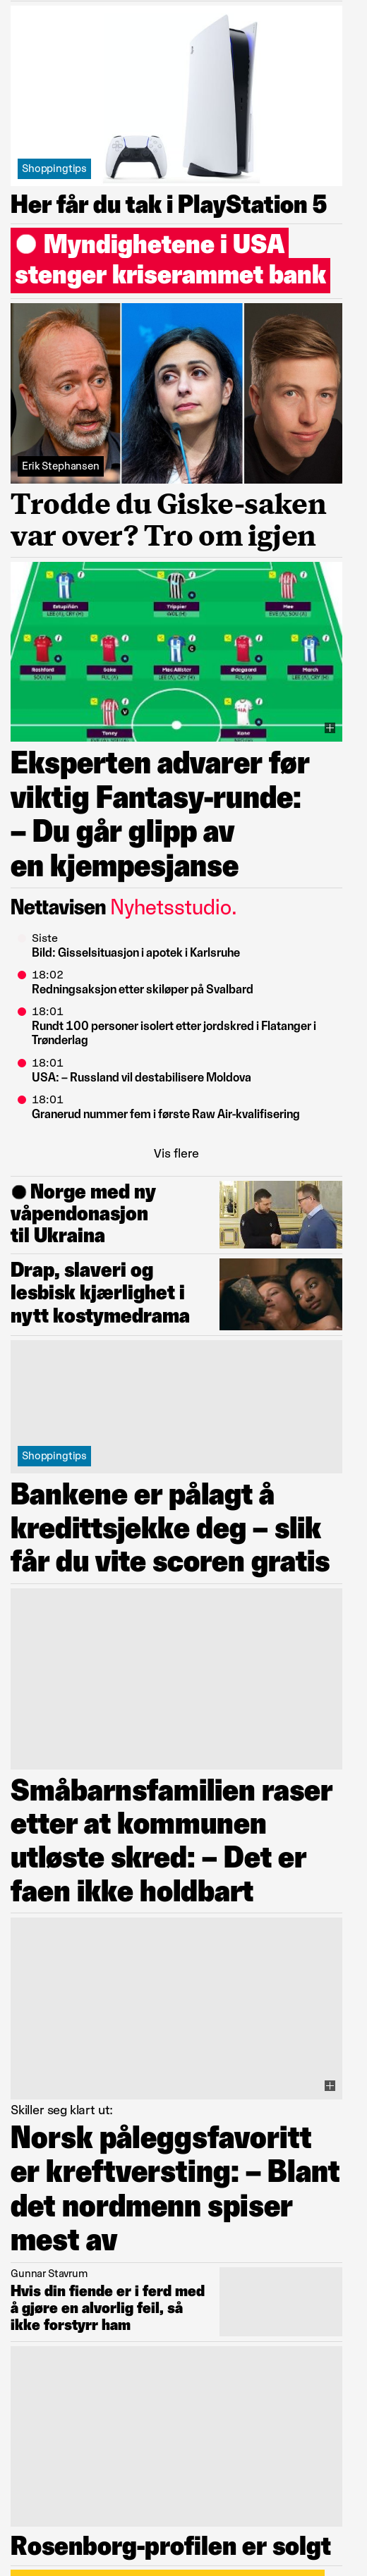 Shoppingtips
Her får du tak i PlayStation 5
Myndighetene i USA
stenger kriserammet bank
Erik Stephansen
Trodde du Giske-saken
var over? Tro om igjen
Estupiñan
Trippier
Mee
Rashford
Saka
Mac Allister
Ødegaard
March
Toney
Kane
Eksperten advarer før
viktig Fantasy-runde:
– Du går glipp av
en kjempesjanse
Nettavisen Nyhetsstudio.
Siste
Bild: Gisselsituasjon i apotek i Karlsruhe
18:02
Redningsaksjon etter skiløper på Svalbard
18:01
Rundt 100 personer isolert etter jordskred i Flatanger i
Trønderlag
18:01
USA: – Russland vil destabilisere Moldova
18:01
Granerud nummer fem i første Raw Air-kvalifisering
Vis flere
Norge med ny
våpendonasjon
til Ukraina
Drap, slaveri og
lesbisk kjærlighet i
nytt kostymedrama
Shoppingtips
Bankene er pålagt å
kredittsjekke deg – slik
får du vite scoren gratis
Småbarnsfamilien raser
etter at kommunen
utløste skred: – Det er
faen ikke holdbart
Skiller seg klart ut:
Norsk påleggsfavoritt
er kreftversting: – Blant
det nordmenn spiser
mest av
Gunnar Stavrum
Hvis din fiende er i ferd med
å gjøre en alvorlig feil, så
ikke forstyrr ham
Rosenborg-profilen er solgt